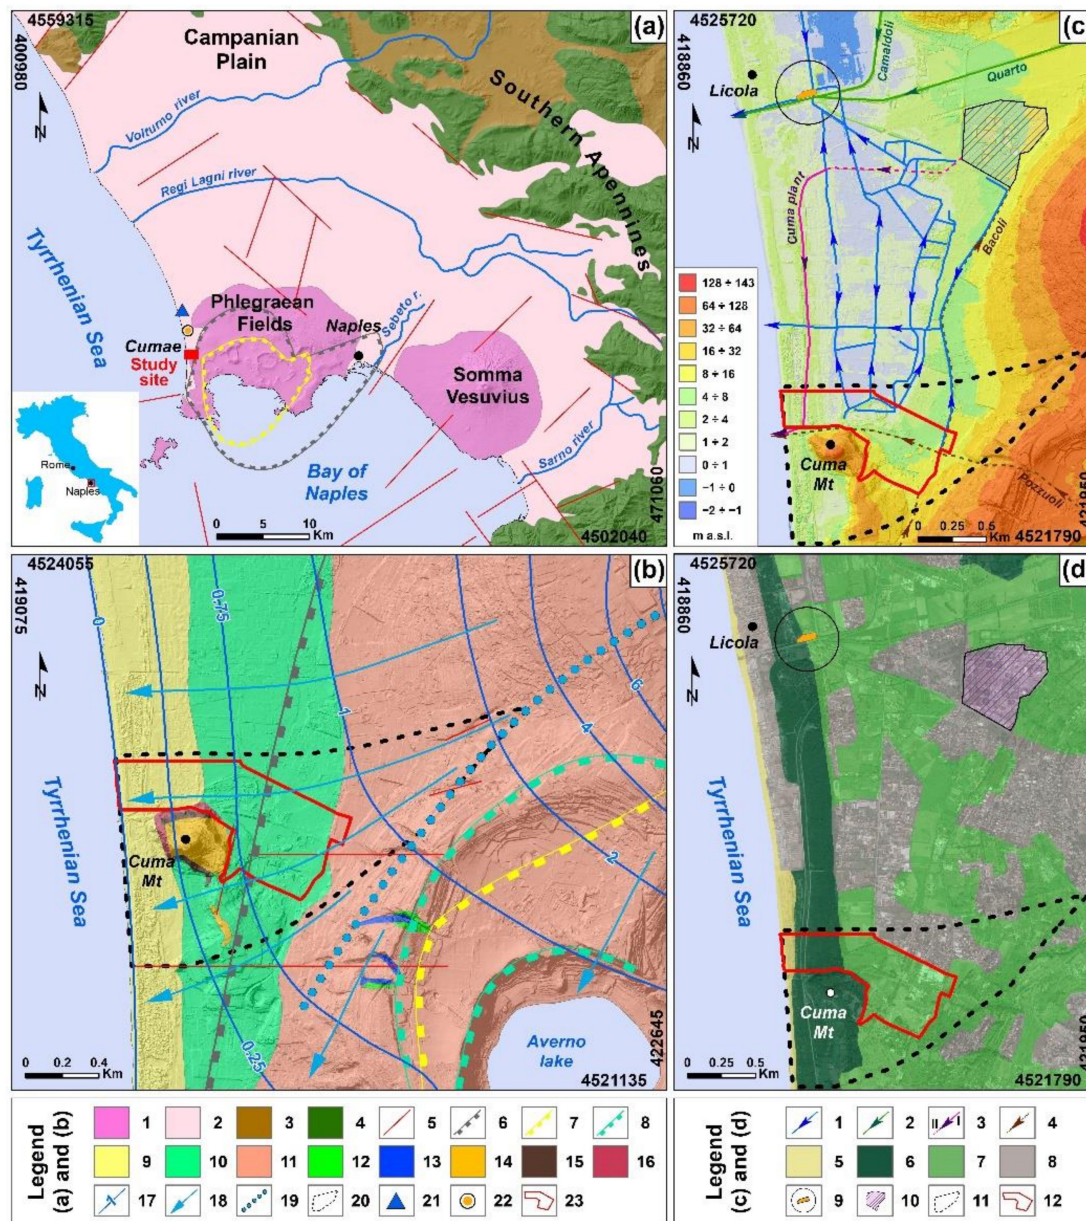 4559315
400980
(a)
Campanian
Plain
Southern Apennines
Volturno river
Regi Lagni river
Tyrrhenian Sea
Phlegraean
Fields
Naples
Sebeto r.
Cumae
Study
site
Somma
Vesuvius
Sarno river
Bay of
Naples
Rome
Naples
0 5 10
Km
471060
4502040
N
4525720
418860
(c)
Licola
Camaldoli
Quarto
Cuma plant
Bacoli
N
128 ÷ 143
64 ÷ 128
32 ÷ 64
16 ÷ 32
8 ÷ 16
4 ÷ 8
2 ÷ 4
1 ÷ 2
0 ÷ 1
−1 ÷ 0
−2 ÷ −1
m a.s.l.
Cuma
Mt
Pozzuoli
0 0.25 0.5
Km
4521790
4524055
419075
(b)
N
0
0.75
1
6
4
2
0.25
Tyrrhenian Sea
Cuma
Mt
Averno
lake
0 0.2 0.4
Km
422645
4521135
4525720
418860
(d)
Licola
N
Tyrrhenian Sea
Cuma
Mt
0 0.25 0.5
Km
4521790
Legend
(a) and (b)
1 2 3 4 5 6 7 8
9 10 11 12 13 14 15 16
17 18 19 20 21 22 23
Legend
(c) and (d)
1 2 II I 3 4
5 6 7 8
9 10 11 12